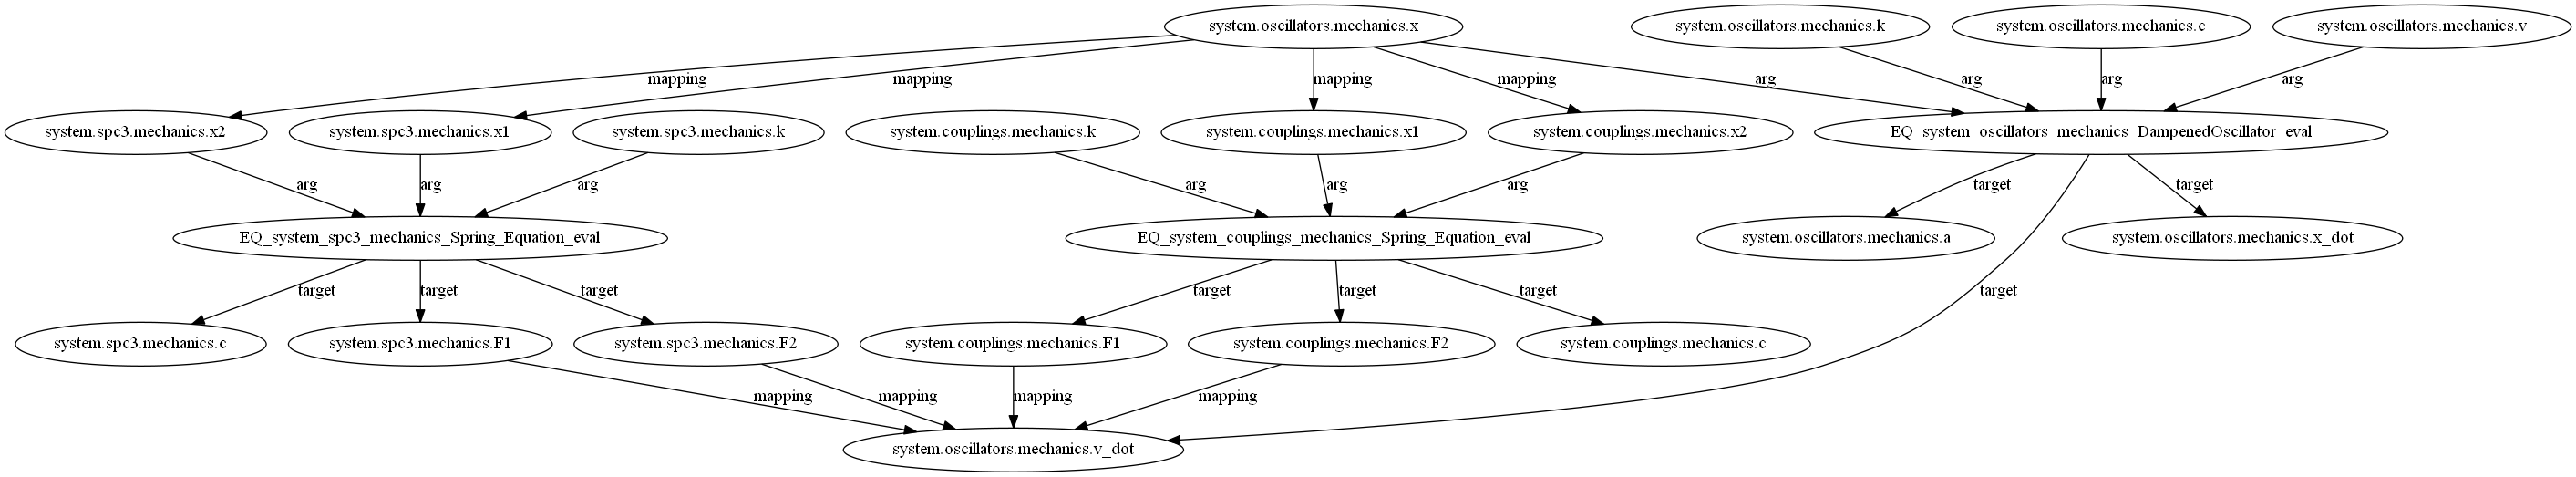 system.oscillators.mechanics.x
system.oscillators.mechanics.k
system.oscillators.mechanics.c
system.oscillators.mechanics.v
mapping
mapping
mapping
mapping
arg
arg
arg
arg
system.spc3.mechanics.x2
system.spc3.mechanics.x1
system.spc3.mechanics.k
system.couplings.mechanics.k
system.couplings.mechanics.x1
system.couplings.mechanics.x2
EQ_system_oscillators_mechanics_DampenedOscillator_eval
arg
arg
arg
arg
arg
arg
target
target
EQ_system_spc3_mechanics_Spring_Equation_eval
EQ_system_couplings_mechanics_Spring_Equation_eval
system.oscillators.mechanics.a
system.oscillators.mechanics.x_dot
target
target
target
target
target
target
target
system.spc3.mechanics.c
system.spc3.mechanics.F1
system.spc3.mechanics.F2
system.couplings.mechanics.F1
system.couplings.mechanics.F2
system.couplings.mechanics.c
mapping
mapping
mapping
mapping
system.oscillators.mechanics.v_dot